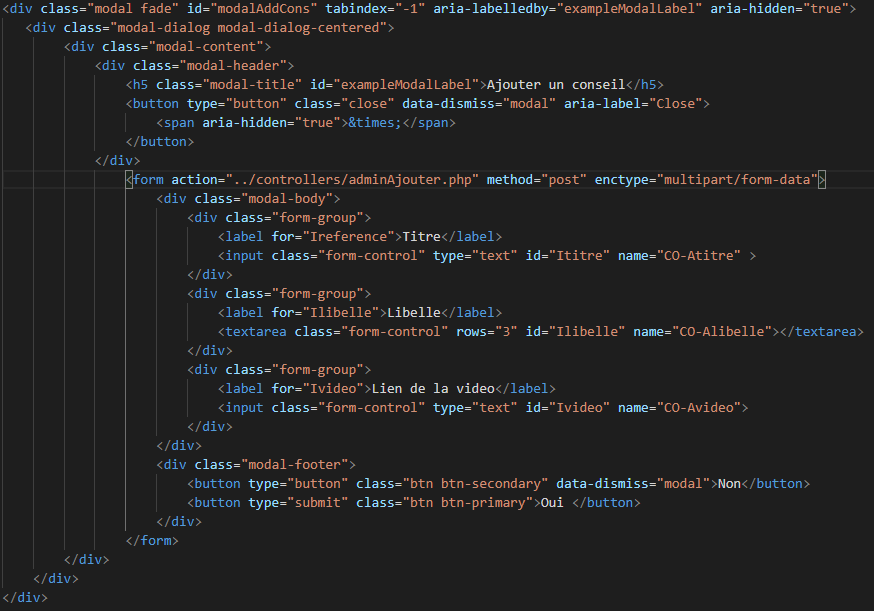 <div class="modal fade" id="modalAddCons" tabindex="-1" aria-labelledby="exampleModalLabel" aria-hidden="true">
<div class="modal-dialog modal-dialog-centered">
<div class="modal-content">
<div class="modal-header">
<h5 class="modal-title" id="exampleModalLabel">Ajouter un conseil</h5>
<button type="button" class="close" data-dismiss="modal" aria-label="Close">
<span aria-hidden="true">&times;</span>
</button>
</div>
<form action="../controllers/adminAjouter.php" method="post" enctype="multipart/form-data">
<div class="modal-body">
<div class="form-group">
<label for="Ireference">Titre</label>
<input class="form-control" type="text" id="Ititre" name="CO-Atitre" >
</div>
<div class="form-group">
<label for="Ilibelle">Libelle</label>
<textarea class="form-control" rows="3" id="Ilibelle" name="CO-Alibelle"></textarea>
</div>
<div class="form-group">
<label for="Ivideo">Lien de la video</label>
<input class="form-control" type="text" id="Ivideo" name="CO-Avideo">
</div>
</div>
<div class="modal-footer">
<button type="button" class="btn btn-secondary" data-dismiss="modal">Non</button>
<button type="submit" class="btn btn-primary">Oui </button>
</div>
</form>
</div>
</div>
</div>